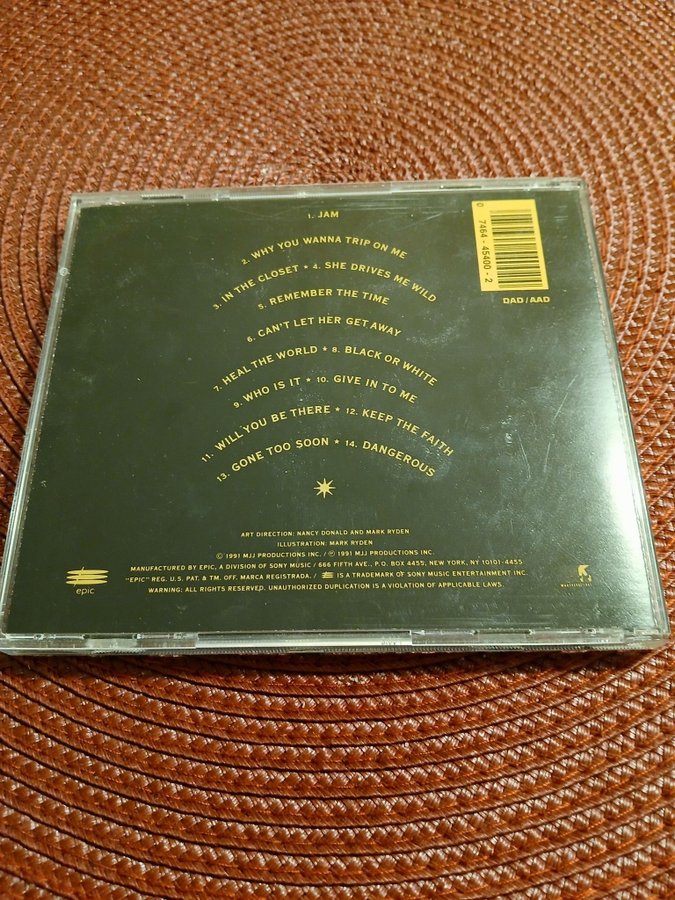 1. JAM
2. WHY YOU WANNA TRIP ON ME
3. IN THE CLOSET ★ 4. SHE DRIVES ME WILD
5. REMEMBER THE TIME
6. CAN'T LET HER GET AWAY
7. HEAL THE WORLD ★ 8. BLACK OR WHITE
9. WHO IS IT ★ 10. GIVE IN TO ME
11. WILL YOU BE THERE ★ 12. KEEP THE FAITH
13. GONE TOO SOON ★ 14. DANGEROUS
0 7464-45400-2
DAD/AAD
ART DIRECTION: NANCY DONALD AND MARK RYDEN
ILLUSTRATION: MARK RYDEN
© 1991 MJJ PRODUCTIONS INC. / ℗ 1991 MJJ PRODUCTIONS INC.
MANUFACTURED BY EPIC, A DIVISION OF SONY MUSIC / 666 FIFTH AVE., P.O. BOX 4455, NEW YORK, NY 10101-4455
"EPIC" REG. U.S. PAT. & TM. OFF. MARCA REGISTRADA. / IS A TRADEMARK OF SONY MUSIC ENTERTAINMENT INC.
WARNING: ALL RIGHTS RESERVED. UNAUTHORIZED DUPLICATION IS A VIOLATION OF APPLICABLE LAWS.
epic